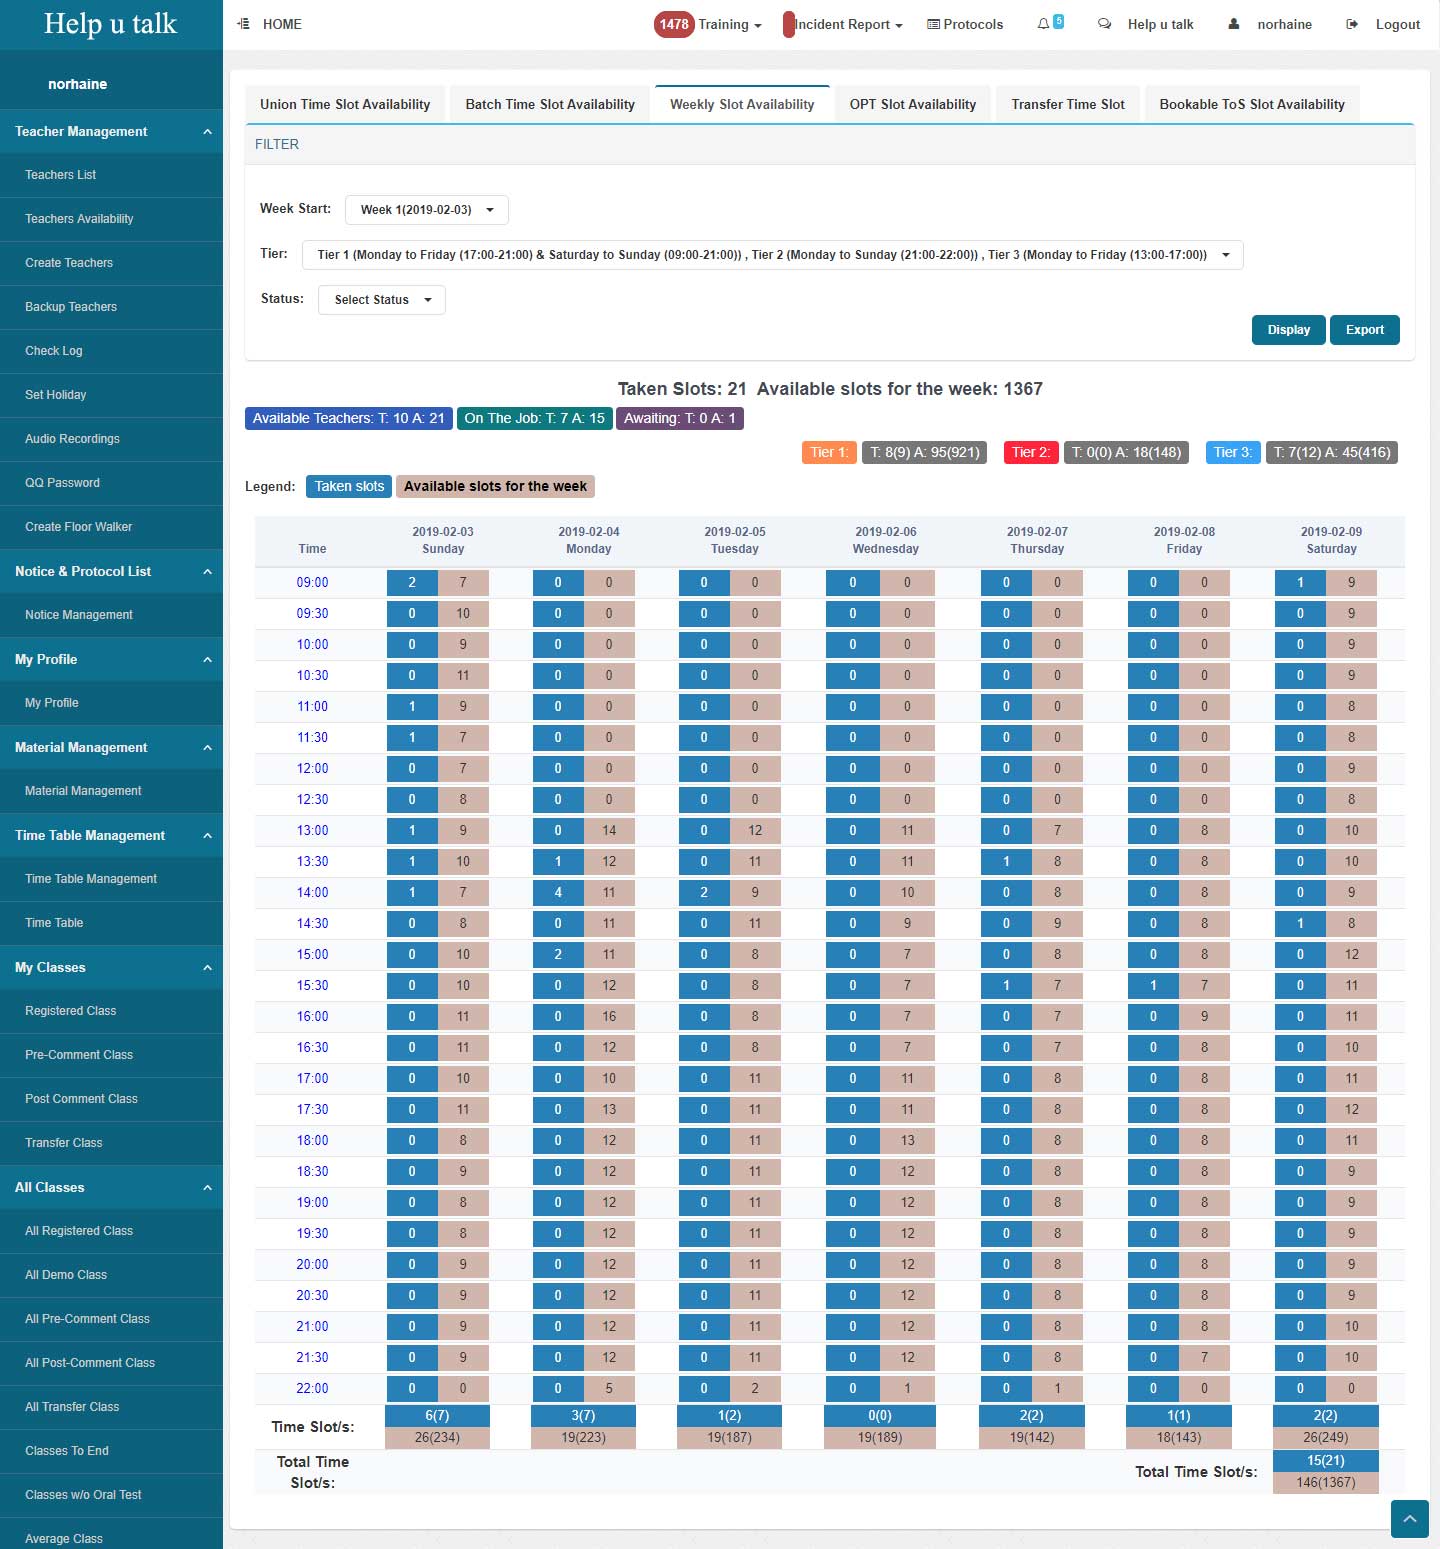 Help u talk
HOME
1478 Training
Incident Report
Protocols
5
Help u talk
norhaine
Logout
norhaine
Teacher Management
Teachers List
Teachers Availability
Create Teachers
Backup Teachers
Check Log
Set Holiday
Audio Recordings
QQ Password
Create Floor Walker
Notice & Protocol List
Notice Management
My Profile
My Profile
Material Management
Material Management
Time Table Management
Time Table Management
Time Table
My Classes
Registered Class
Pre-Comment Class
Post Comment Class
Transfer Class
All Classes
All Registered Class
All Demo Class
All Pre-Comment Class
All Post-Comment Class
All Transfer Class
Classes To End
Classes w/o Oral Test
Average Class
Union Time Slot Availability Batch Time Slot Availability Weekly Slot Availability OPT Slot Availability Transfer Time Slot Bookable ToS Slot Availability
FILTER
Week Start: Week 1(2019-02-03)
Tier: Tier 1 (Monday to Friday (17:00-21:00) & Saturday to Sunday (09:00-21:00)) , Tier 2 (Monday to Sunday (21:00-22:00)) , Tier 3 (Monday to Friday (13:00-17:00))
Status: Select Status
Display Export
Taken Slots: 21 Available slots for the week: 1367
Available Teachers: T: 10 A: 21 On The Job: T: 7 A: 15 Awaiting: T: 0 A: 1
Tier 1: T: 8(9) A: 95(921) Tier 2: T: 0(0) A: 18(148) Tier 3: T: 7(12) A: 45(416)
Legend: Taken slots Available slots for the week
2019-02-03 2019-02-04 2019-02-05 2019-02-06 2019-02-07 2019-02-08 2019-02-09
Time Sunday Monday Tuesday Wednesday Thursday Friday Saturday
09:00 2 7 0 0 0 0 0 0 0 0 0 0 1 9
09:30 0 10 0 0 0 0 0 0 0 0 0 0 0 9
10:00 0 9 0 0 0 0 0 0 0 0 0 0 0 9
10:30 0 11 0 0 0 0 0 0 0 0 0 0 0 9
11:00 1 9 0 0 0 0 0 0 0 0 0 0 0 8
11:30 1 7 0 0 0 0 0 0 0 0 0 0 0 8
12:00 0 7 0 0 0 0 0 0 0 0 0 0 0 9
12:30 0 8 0 0 0 0 0 0 0 0 0 0 0 8
13:00 1 9 0 14 0 12 0 11 0 7 0 8 0 10
13:30 1 10 1 12 0 11 0 11 1 8 0 8 0 10
14:00 1 7 4 11 2 9 0 10 0 8 0 8 0 9
14:30 0 8 0 11 0 11 0 9 0 9 0 8 1 8
15:00 0 10 2 11 0 8 0 7 0 8 0 8 0 12
15:30 0 10 0 12 0 8 0 7 1 7 1 7 0 11
16:00 0 11 0 16 0 8 0 7 0 7 0 9 0 11
16:30 0 11 0 12 0 8 0 7 0 7 0 8 0 10
17:00 0 10 0 10 0 11 0 11 0 8 0 8 0 11
17:30 0 11 0 13 0 11 0 11 0 8 0 8 0 12
18:00 0 8 0 12 0 11 0 13 0 8 0 8 0 11
18:30 0 9 0 12 0 11 0 12 0 8 0 8 0 9
19:00 0 8 0 12 0 11 0 12 0 8 0 8 0 9
19:30 0 8 0 12 0 11 0 12 0 8 0 8 0 9
20:00 0 9 0 12 0 11 0 12 0 8 0 8 0 9
20:30 0 9 0 12 0 11 0 12 0 8 0 8 0 9
21:00 0 9 0 12 0 11 0 12 0 8 0 8 0 10
21:30 0 9 0 12 0 11 0 12 0 8 0 7 0 10
22:00 0 0 0 5 0 2 0 1 0 1 0 0 0 0
Time Slot/s: 6(7) 3(7) 1(2) 0(0) 2(2) 1(1) 2(2)
26(234) 19(223) 19(187) 19(189) 19(142) 18(143) 26(249)
Total Time
Slot/s:
Total Time Slot/s: 15(21)
146(1367)